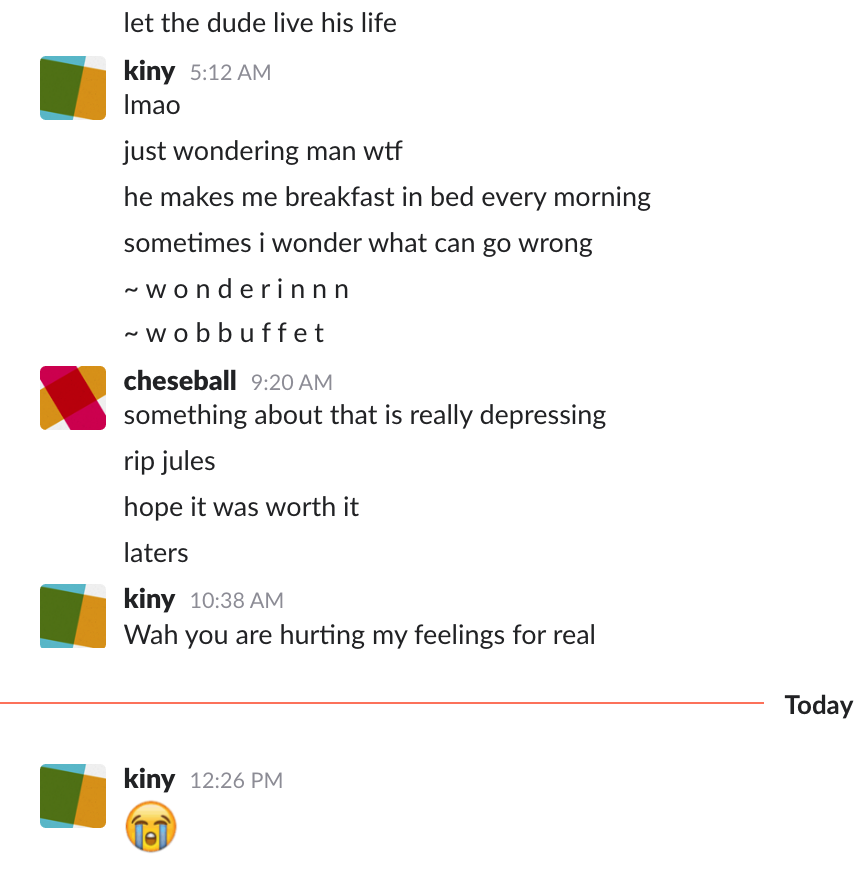 let the dude live his life
kiny 5:12 AM
lmao
just wondering man wtf
he makes me breakfast in bed every morning
sometimes i wonder what can go wrong
~ w o n d e r i n n n
~ w o b b u f f e t
cheseball 9:20 AM
something about that is really depressing
rip jules
hope it was worth it
laters
kiny 10:38 AM
Wah you are hurting my feelings for real
Today
kiny 12:26 PM
😭